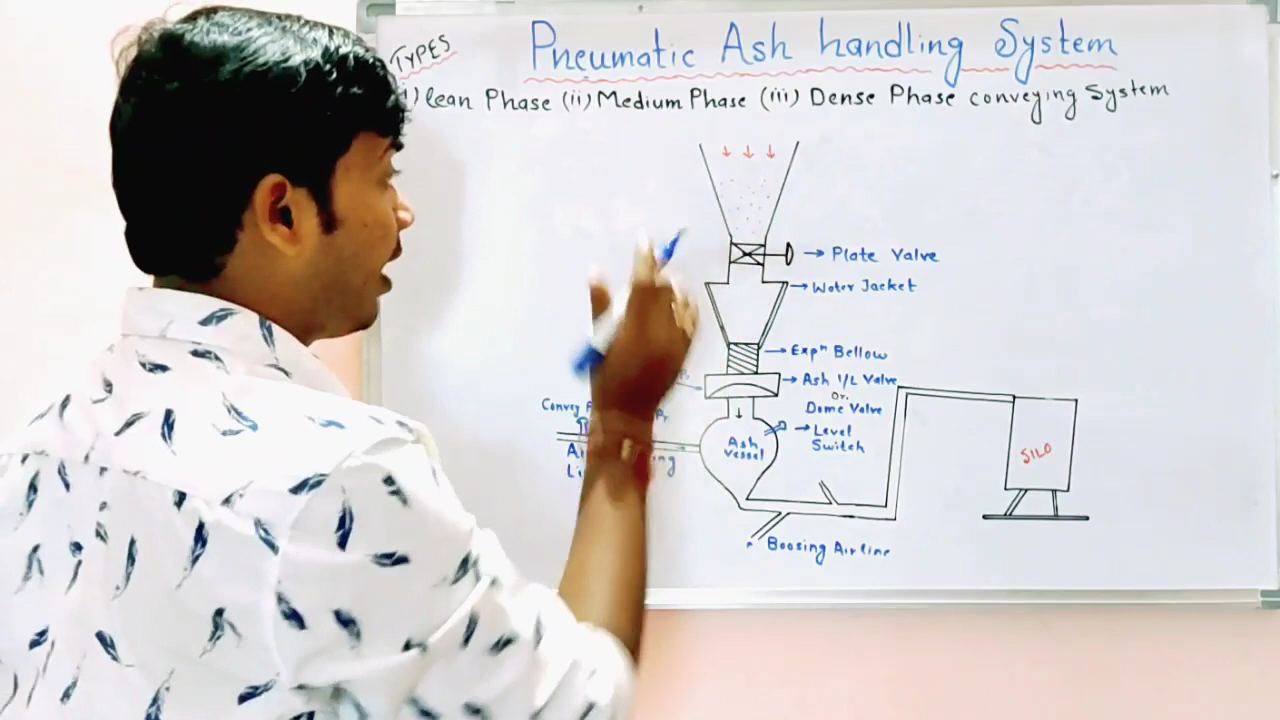 TYPES
Pneumatic Ash handling System
i) lean Phase (ii) Medium Phase (iii) Dense Phase conveying System
Plate Valve
Water Jacket
Expn Bellow
Ash I/L Valve
Or.
Dome Valve
Level
Switch
Convey
Ash
Vessel
SILO
Boosing Airline